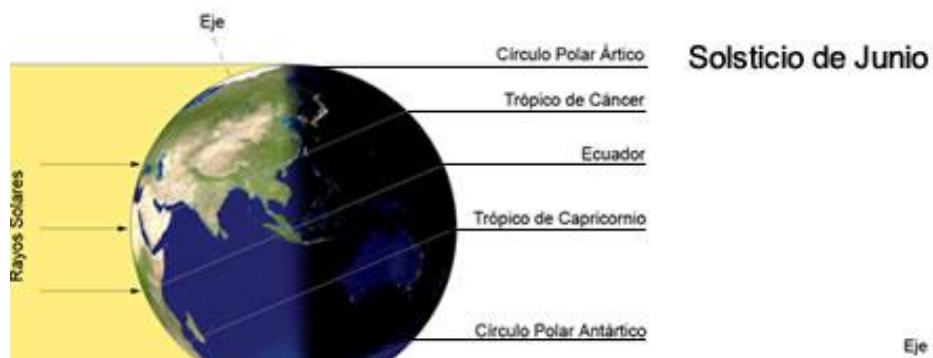 Eje
Círculo Polar Ártico
Solsticio de Junio
Trópico de Cáncer
Ecuador
Rayos Solares
Trópico de Capricornio
Círculo Polar Antártico
Eje